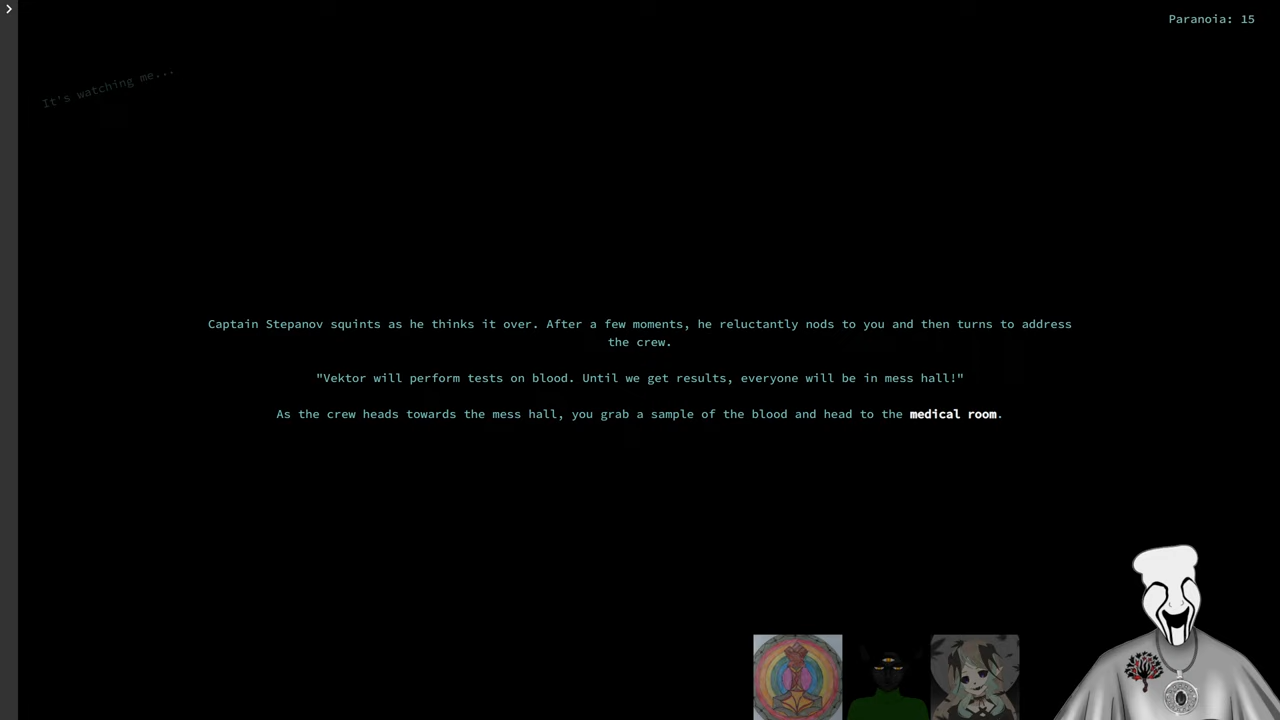 Paranoia: 15
It's watching me...
Captain Stepanov squints as he thinks it over. After a few moments, he reluctantly nods to you and then turns to address
the crew.
"Vektor will perform tests on blood. Until we get results, everyone will be in mess hall!"
As the crew heads towards the mess hall, you grab a sample of the blood and head to the medical room.